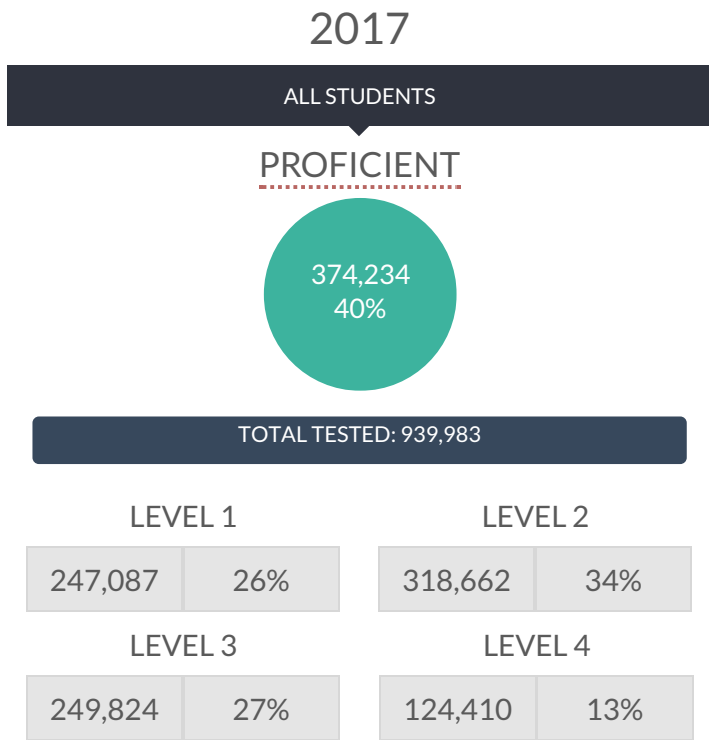 2017
ALL STUDENTS
PROFICIENT
374,234
40%
TOTAL TESTED: 939,983
LEVEL 1 LEVEL 2
247,087 26% 318,662 34%
LEVEL 3 LEVEL 4
249,824 27% 124,410 13%